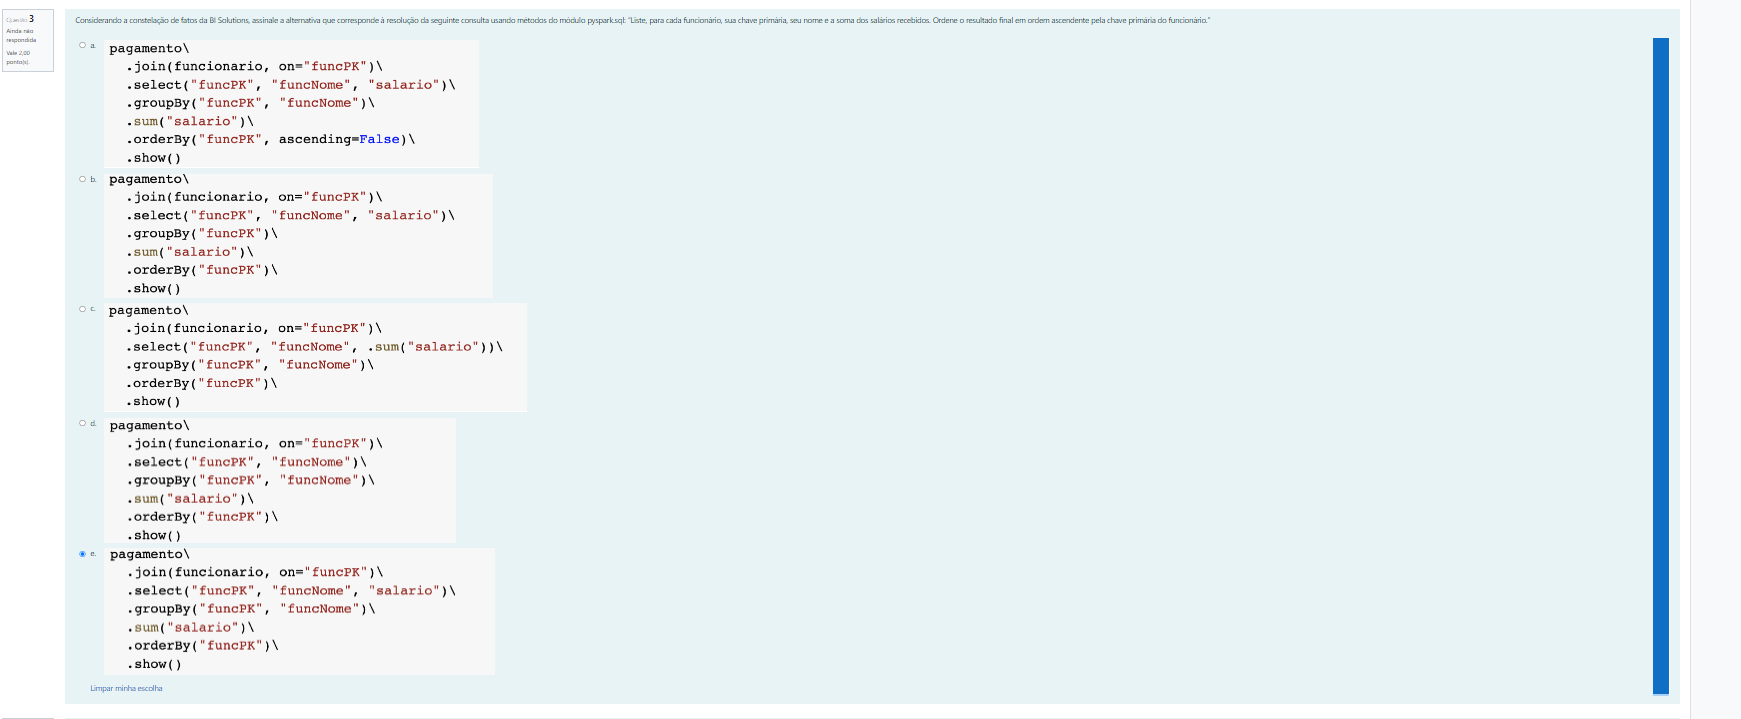 Questão 3
Ainda não
respondida
Vale 2,00
ponto(s).
Considerando a constelação de fatos da BI Solutions, assinale a alternativa que corresponde à resolução da seguinte consulta usando métodos do módulo pyspark.sql: "Liste, para cada funcionário, sua chave primária, seu nome e a soma dos salários recebidos. Ordene o resultado final em ordem ascendente pela chave primária do funcionário."
a.
pagamento\
.join(funcionario, on="funcPK")\
.select("funcPK", "funcNome", "salario")\
.groupBy("funcPK", "funcNome")\
.sum("salario")\
.orderBy("funcPK", ascending=False)\
.show()
b.
pagamento\
.join(funcionario, on="funcPK")\
.select("funcPK", "funcNome", "salario")\
.groupBy("funcPK")\
.sum("salario")\
.orderBy("funcPK")\
.show()
c.
pagamento\
.join(funcionario, on="funcPK")\
.select("funcPK", "funcNome", .sum("salario"))\
.groupBy("funcPK", "funcNome")\
.orderBy("funcPK")\
.show()
d.
pagamento\
.join(funcionario, on="funcPK")\
.select("funcPK", "funcNome")\
.groupBy("funcPK", "funcNome")\
.sum("salario")\
.orderBy("funcPK")\
.show()
e.
pagamento\
.join(funcionario, on="funcPK")\
.select("funcPK", "funcNome", "salario")\
.groupBy("funcPK", "funcNome")\
.sum("salario")\
.orderBy("funcPK")\
.show()
Limpar minha escolha